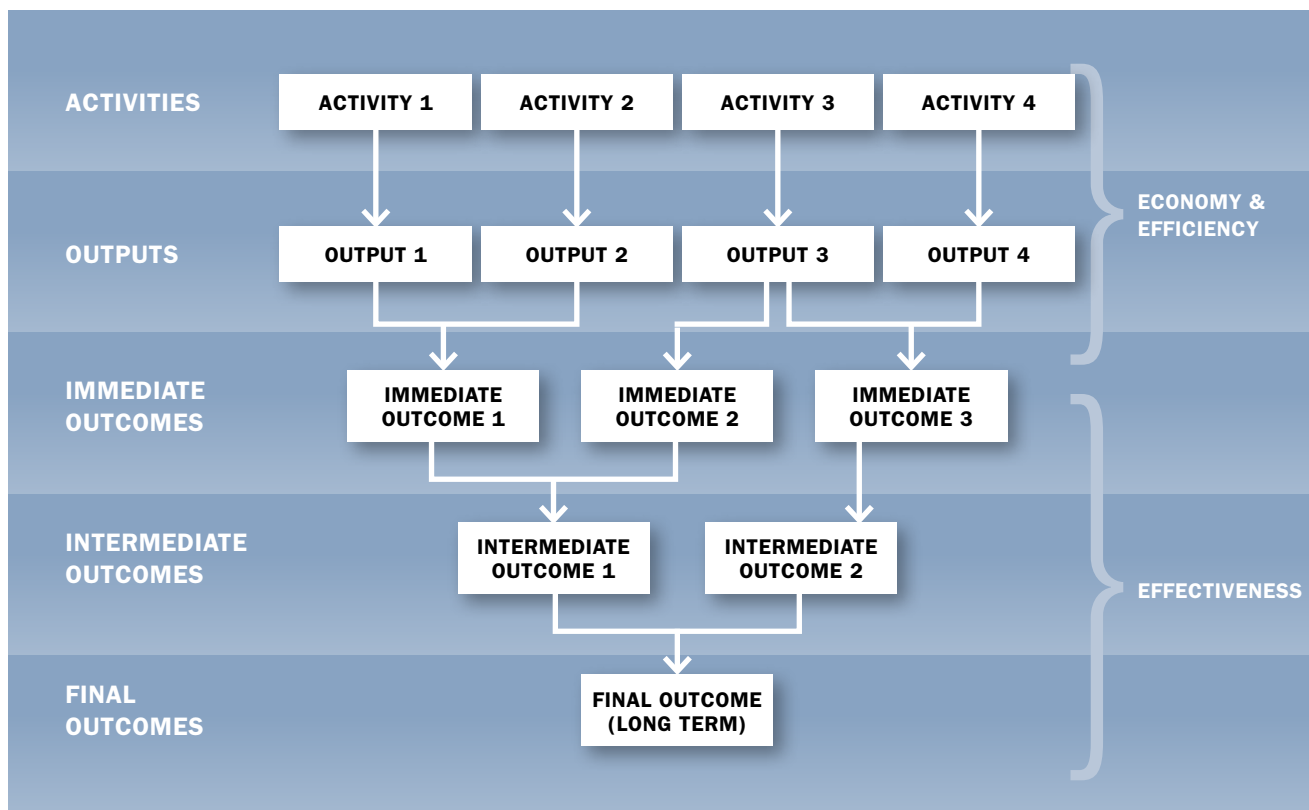 ACTIVITIES
ACTIVITY 1
ACTIVITY 2
ACTIVITY 3
ACTIVITY 4
ECONOMY &
EFFICIENCY
OUTPUTS
OUTPUT 1
OUTPUT 2
OUTPUT 3
OUTPUT 4
IMMEDIATE
OUTCOMES
IMMEDIATE
OUTCOME 1
IMMEDIATE
OUTCOME 2
IMMEDIATE
OUTCOME 3
INTERMEDIATE
OUTCOMES
INTERMEDIATE
OUTCOME 1
INTERMEDIATE
OUTCOME 2
EFFECTIVENESS
FINAL
OUTCOMES
FINAL OUTCOME
(LONG TERM)